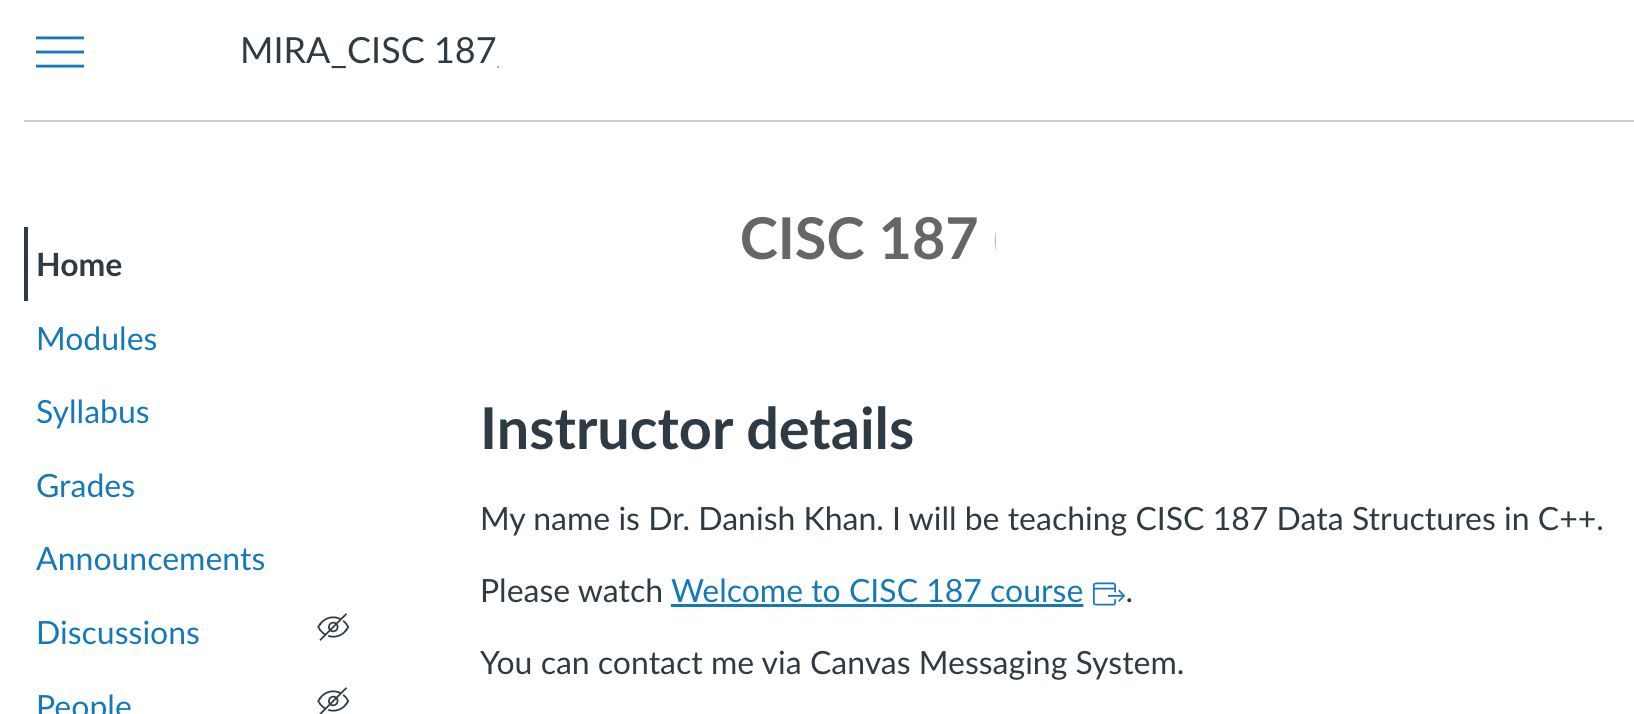 MIRA_CISC 187
CISC 187
Home
Modules
Syllabus
Grades
Announcements
Discussions
People
Instructor details
My name is Dr. Danish Khan. I will be teaching CISC 187 Data Structures in C++.
Please watch Welcome to CISC 187 course.
You can contact me via Canvas Messaging System.